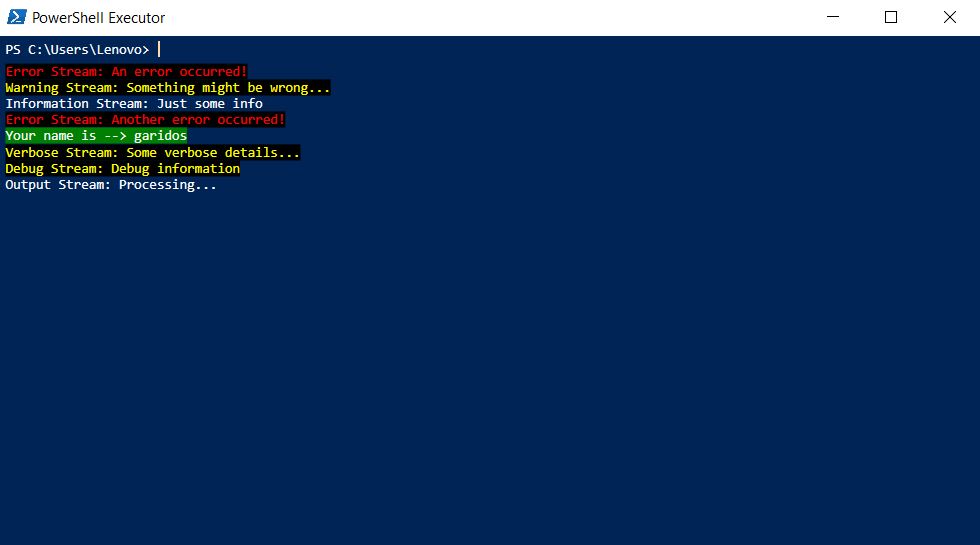 PowerShell Executor
PS C:\Users\Lenovo>
Error Stream: An error occurred!
Warning Stream: Something might be wrong...
Information Stream: Just some info
Error Stream: Another error occurred!
Your name is --> garidos
Verbose Stream: Some verbose details...
Debug Stream: Debug information
Output Stream: Processing...